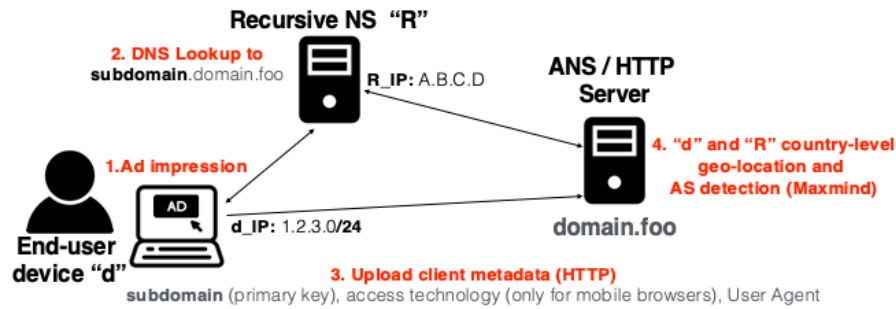 Recursive NS “R”
2. DNS Lookup to
subdomain.domain.foo
R_IP: A.B.C.D
ANS / HTTP
Server
1.Ad impression
4. “d” and “R” country-level
geo-location and
AS detection (Maxmind)
AD
d_IP: 1.2.3.0/24
domain.foo
End-user
device “d”
3. Upload client metadata (HTTP)
subdomain (primary key), access technology (only for mobile browsers), User Agent